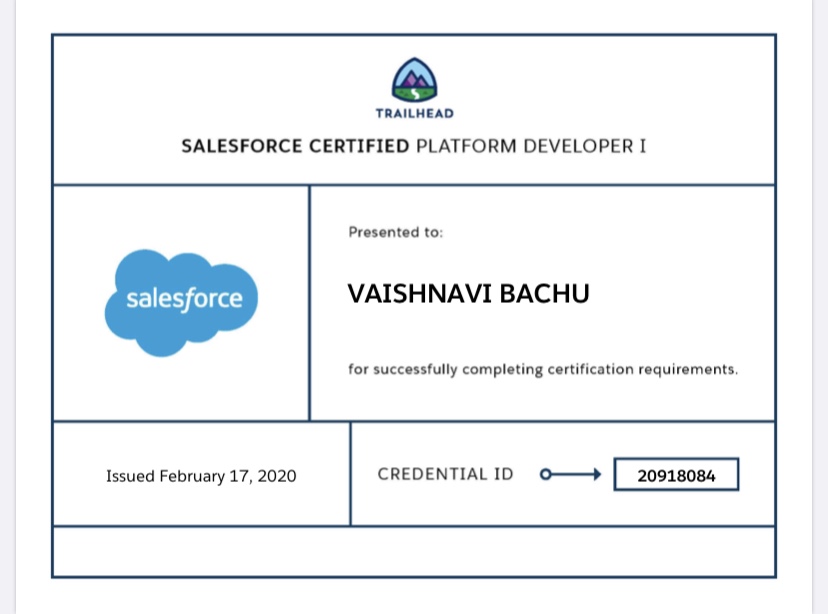 TRAILHEAD
SALESFORCE CERTIFIED PLATFORM DEVELOPER I
salesforce
Presented to:
VAISHNAVI BACHU
for successfully completing certification requirements.
Issued February 17, 2020
CREDENTIAL ID
20918084